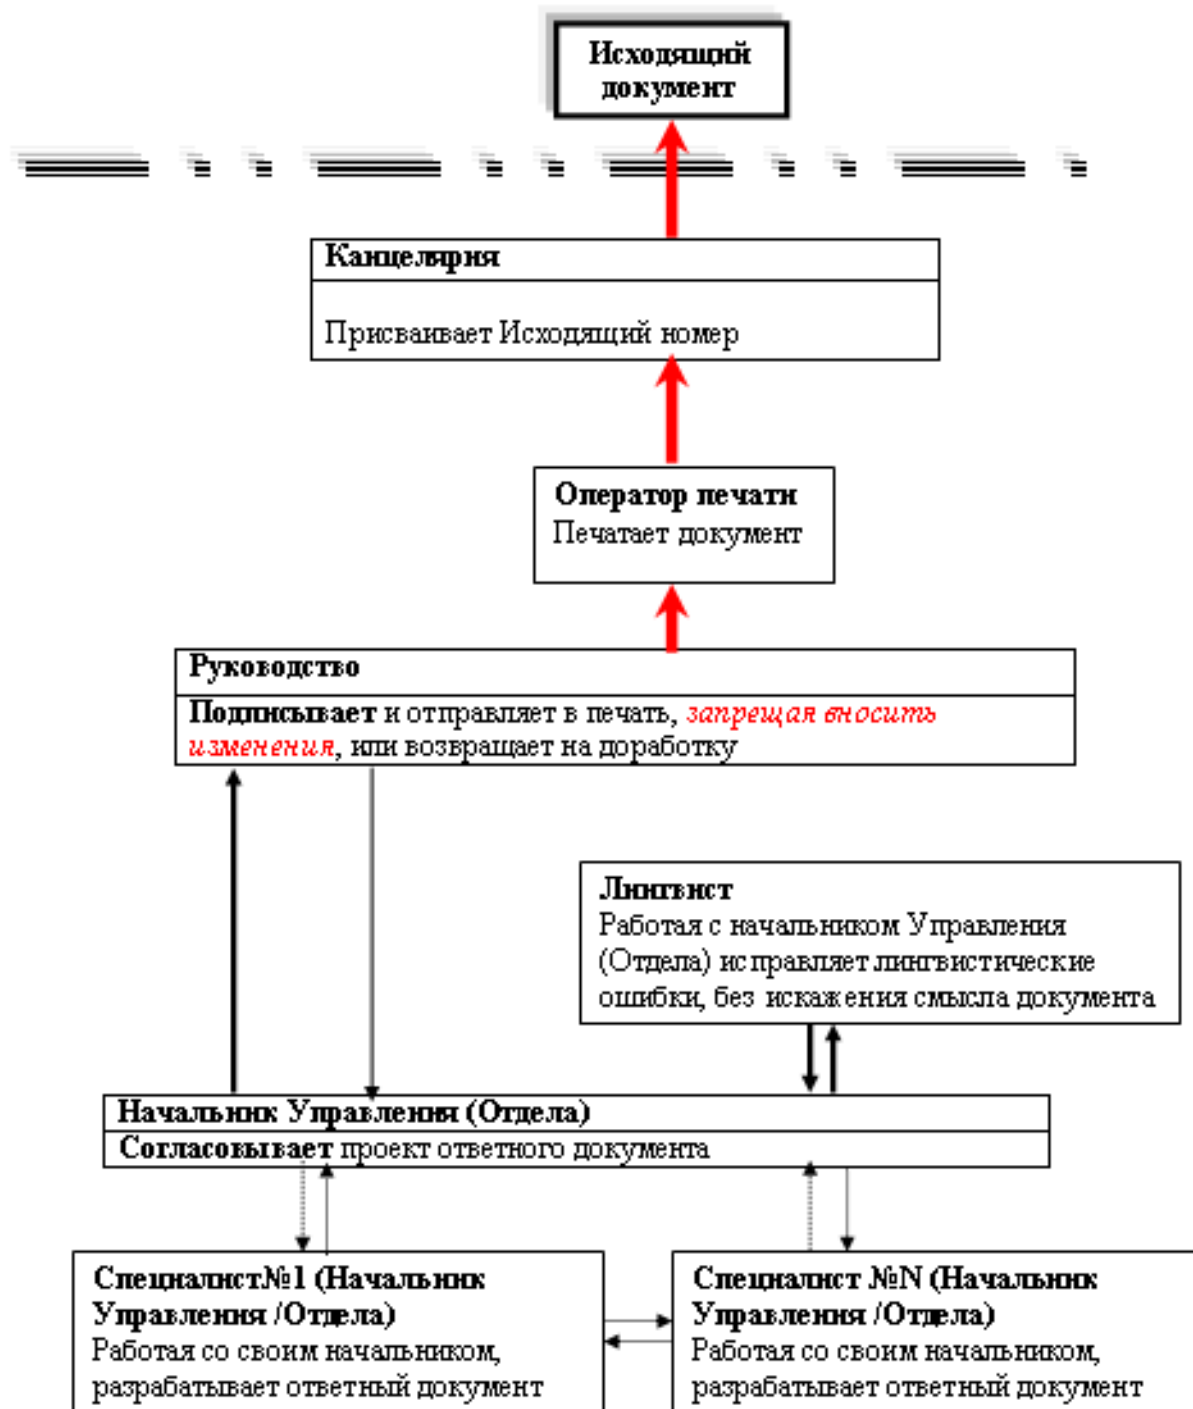 Исходящий
документ
Канцелярия
Присваивает Исходящий номер
Оператор печати
Печатает документ
Руководство
Подписывает и отправляет в печать, запрещая вносить
изменения, или возвращает на доработку
Лингвист
Работая с начальником Управления
(Отдела) исправляет лингвистические
ошибки, без искажения смысла документа
Начальник Управления (Отдела)
Согласовывает проект ответного документа
Специалист№1 (Начальник
Управления /Отдела)
Работая со своим начальником,
разрабатывает ответный документ
Специалист №N (Начальник
Управления /Отдела)
Работая со своим начальником,
разрабатывает ответный документ